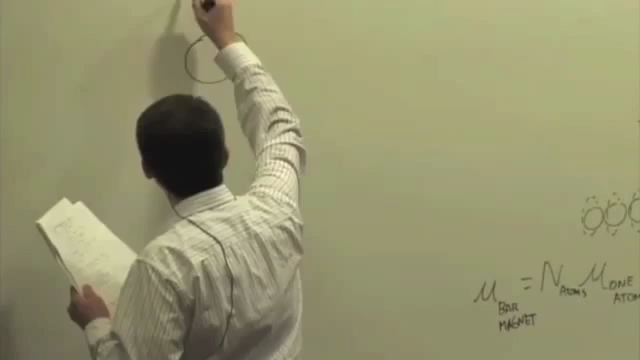 μ BAR MAGNET = N ATOMS μ ONE ATOM